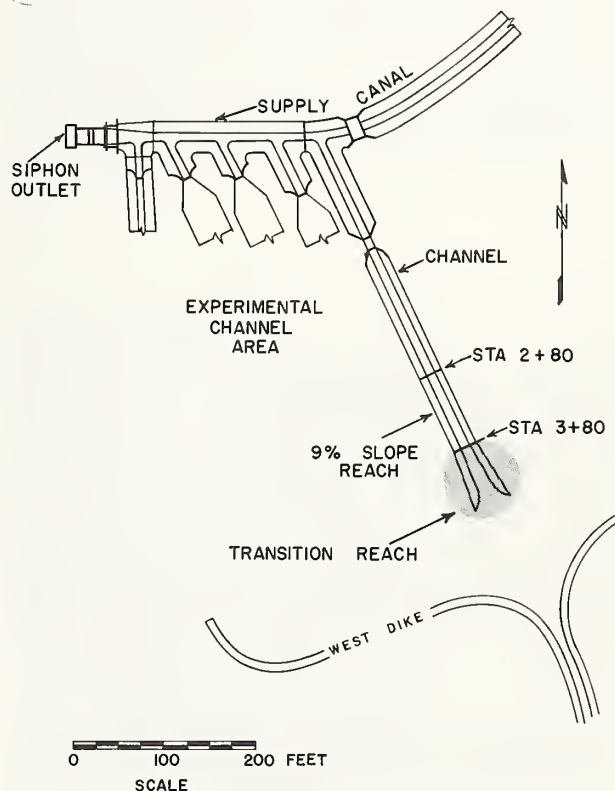 SUPPLY
CANAL
SIPHON
OUTLET
N
CHANNEL
EXPERIMENTAL
CHANNEL
AREA
STA 2+80
STA 3+80
9% SLOPE
REACH
TRANSITION REACH
WEST DIKE
0 100 200 FEET
SCALE